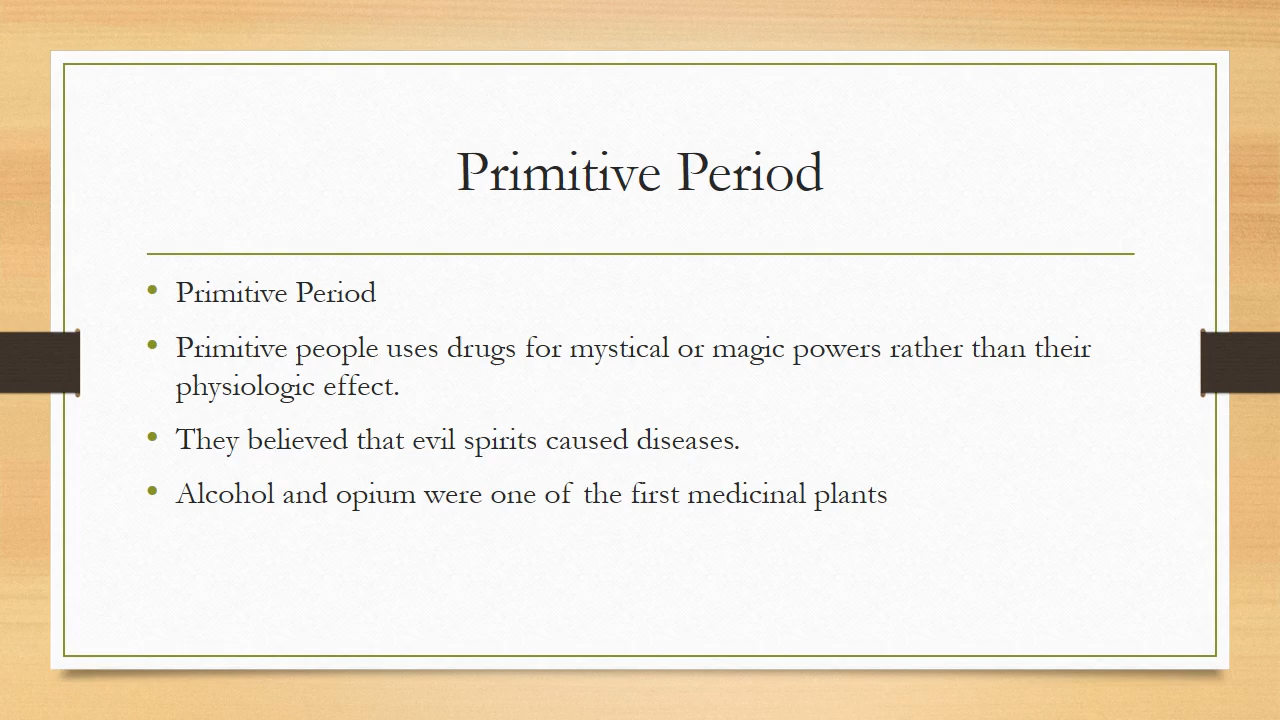 Primitive Period
• Primitive Period
• Primitive people uses drugs for mystical or magic powers rather than their
physiologic effect.
• They believed that evil spirits caused diseases.
• Alcohol and opium were one of the first medicinal plants